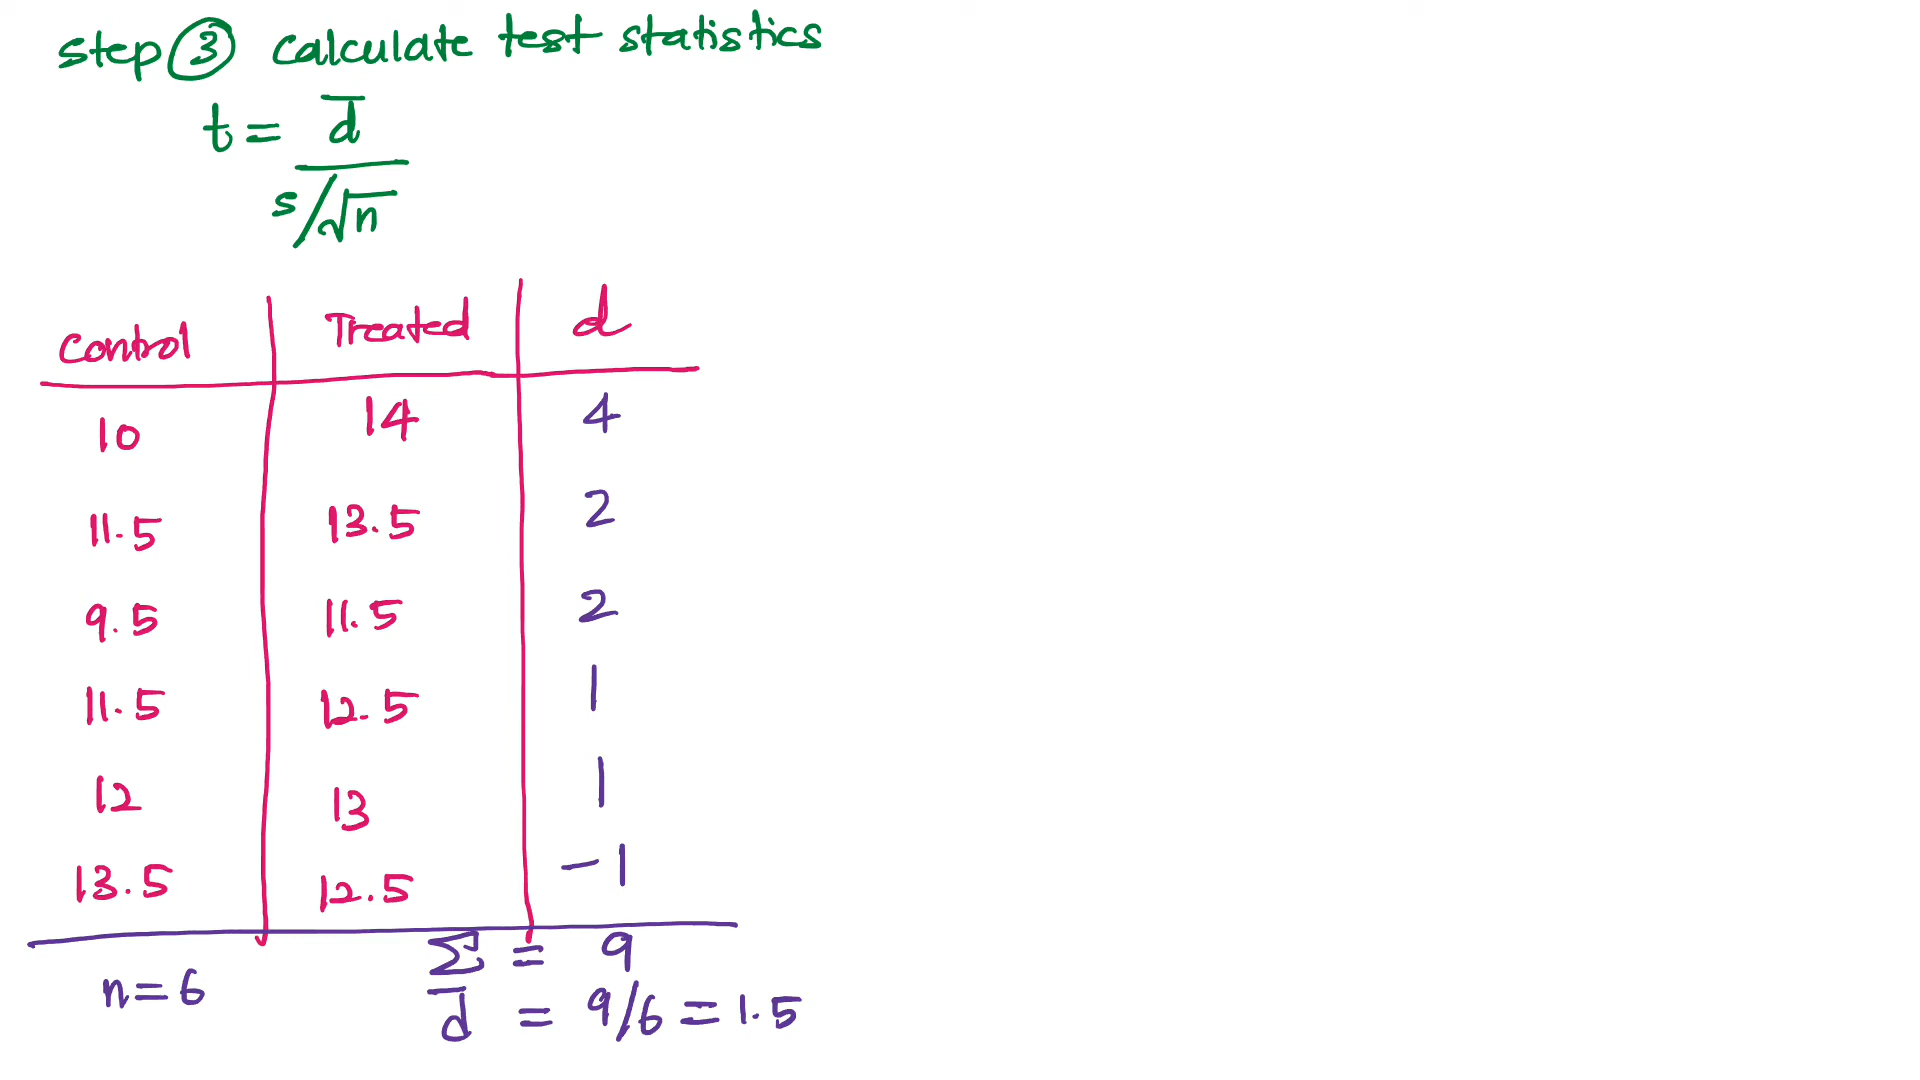 step ③ calculate test statistics
t = d̅
s/√n
control Treated d
10 14 4
11.5 13.5 2
9.5 11.5 2
11.5 12.5 1
12 13 1
13.5 12.5 -1
Σ = 9
n=6 d̅ = 9/6 = 1.5